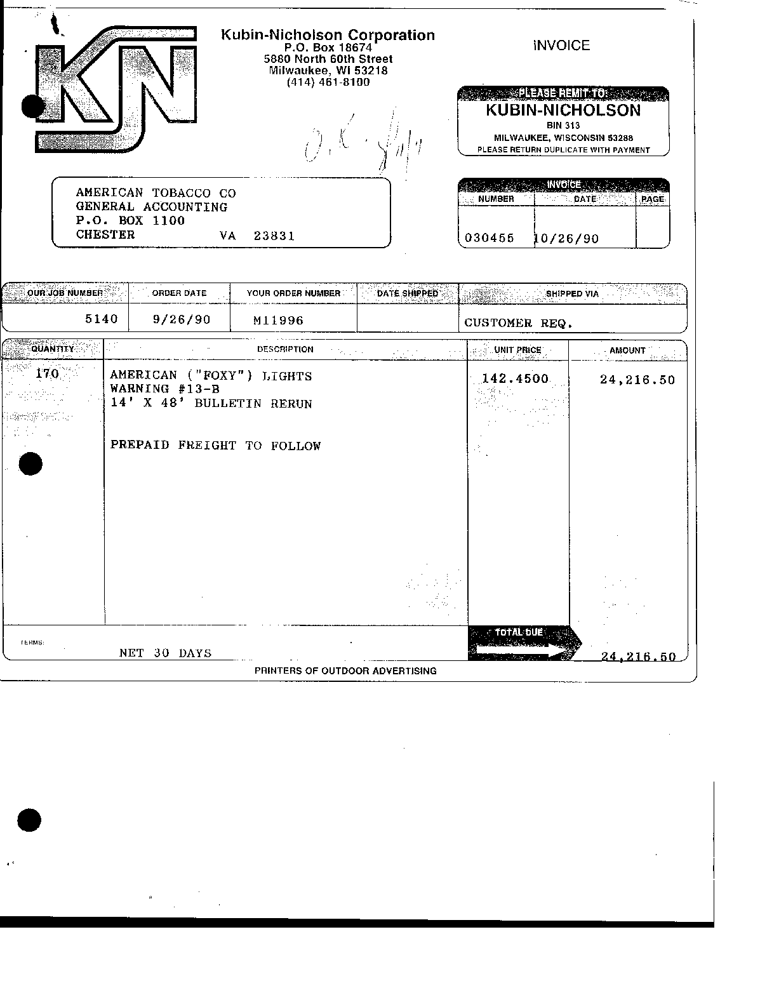 KN
Kubin-Nicholson Corporation
P.O. Box 18674
5880 North 60th Street
Milwaukee, WI 53218
(414) 461-8100
INVOICE
PLEASE REMIT TO:
KUBIN-NICHOLSON
BIN 313
MILWAUKEE, WISCONSIN 53288
PLEASE RETURN DUPLICATE WITH PAYMENT
O.K.
AMERICAN TOBACCO CO
GENERAL ACCOUNTING
P.O. BOX 1100
CHESTER VA 23831
INVOICE
NUMBER DATE PAGE
030455 10/26/90
OUR JOB NUMBER ORDER DATE YOUR ORDER NUMBER DATE SHIPPED SHIPPED VIA
5140 9/26/90 M11996 CUSTOMER REQ.
QUANTITY DESCRIPTION UNIT PRICE AMOUNT
170 AMERICAN ("FOXY") LIGHTS 142.4500 24,216.50
WARNING #13-B
14' X 48' BULLETIN RERUN
PREPAID FREIGHT TO FOLLOW
TERMS: NET 30 DAYS
TOTAL DUE
24,216.50
PRINTERS OF OUTDOOR ADVERTISING